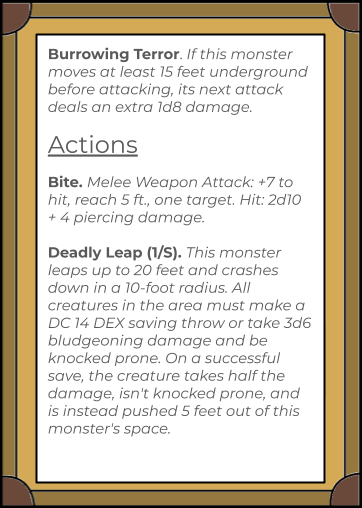 Burrowing Terror. If this monster
moves at least 15 feet underground
before attacking, its next attack
deals an extra 1d8 damage.
Actions
Bite. Melee Weapon Attack: +7 to
hit, reach 5 ft., one target. Hit: 2d10
+ 4 piercing damage.
Deadly Leap (1/S). This monster
leaps up to 20 feet and crashes
down in a 10-foot radius. All
creatures in the area must make a
DC 14 DEX saving throw or take 3d6
bludgeoning damage and be
knocked prone. On a successful
save, the creature takes half the
damage, isn't knocked prone, and
is instead pushed 5 feet out of this
monster's space.